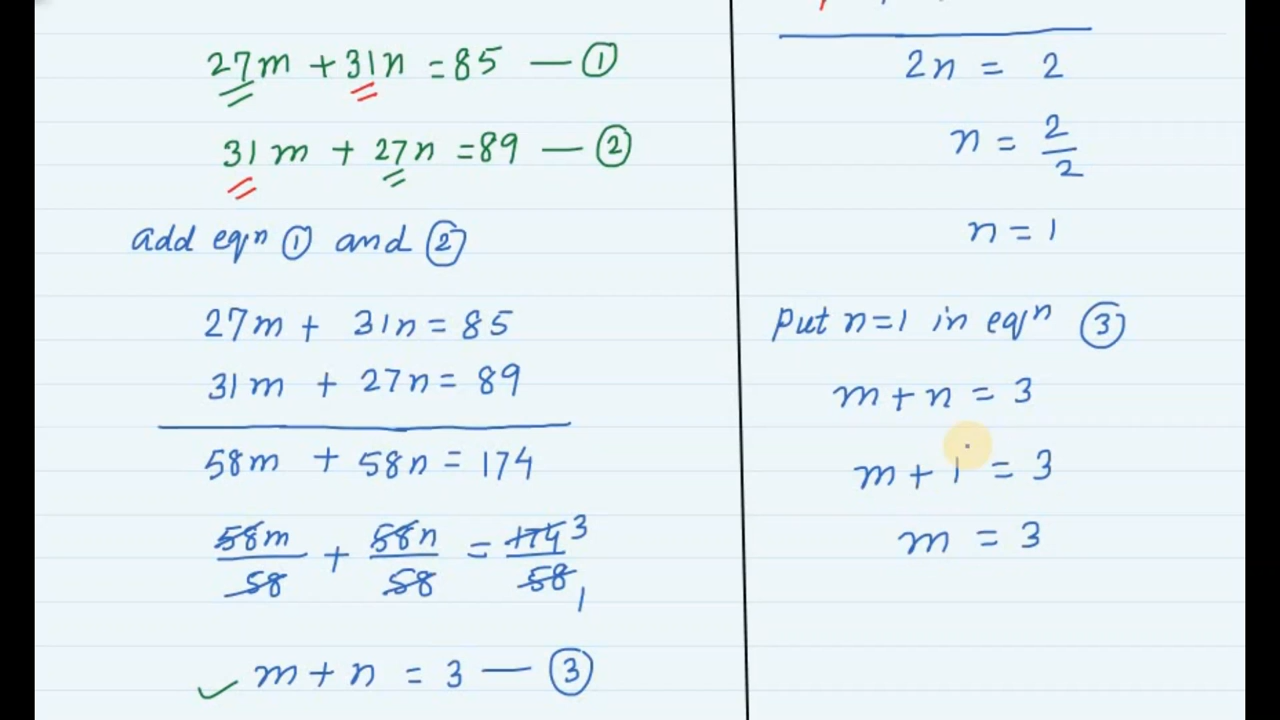 27m + 31n = 85 — ①
31m + 27n = 89 — ②
add eqⁿ ① and ②
27m + 31n = 85
31m + 27n = 89
58m + 58n = 174
58m/58 + 58n/58 = 174/58 3 1
m + n = 3 — ③
2n = 2
n = 2/2
n = 1
Put n=1 in eqⁿ ③
m + n = 3
m + 1 = 3
m = 3